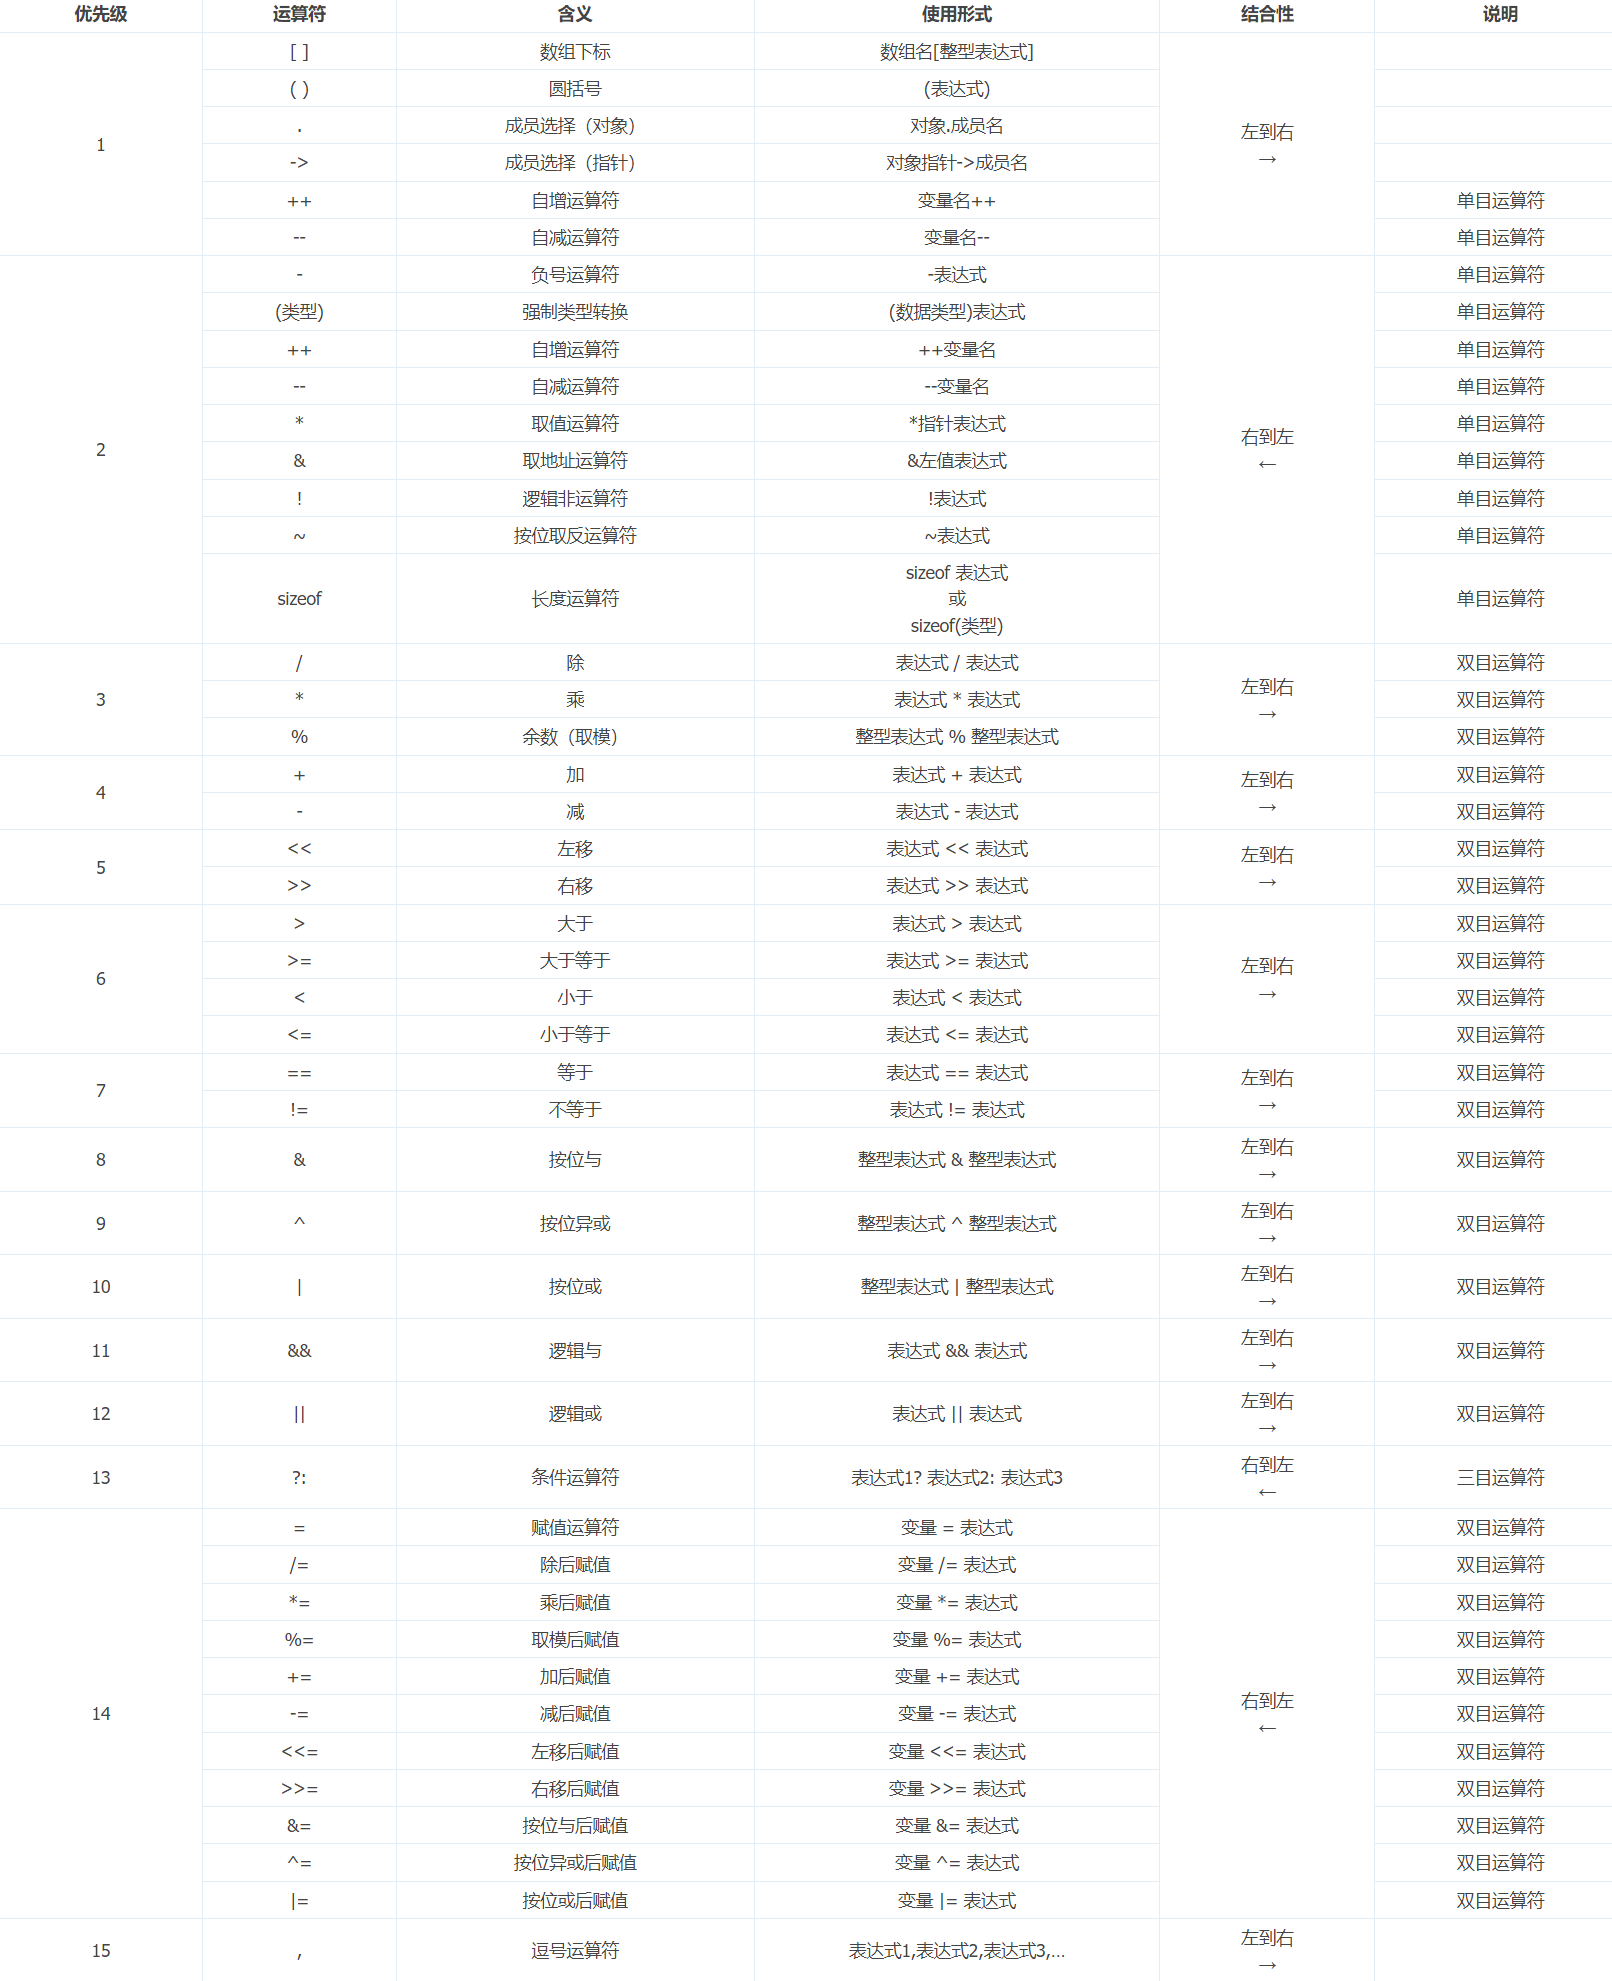 优先级 运算符 含义 使用形式 结合性 说明
1 [ ] 数组下标 数组名[整型表达式] 左到右 →
( ) 圆括号 (表达式)
. 成员选择（对象） 对象.成员名
-> 成员选择（指针） 对象指针->成员名
++ 自增运算符 变量名++ 单目运算符
-- 自减运算符 变量名-- 单目运算符
2 - 负号运算符 -表达式 右到左 ← 单目运算符
(类型) 强制类型转换 (数据类型)表达式 单目运算符
++ 自增运算符 ++变量名 单目运算符
-- 自减运算符 --变量名 单目运算符
* 取值运算符 *指针表达式 单目运算符
& 取地址运算符 &左值表达式 单目运算符
! 逻辑非运算符 !表达式 单目运算符
~ 按位取反运算符 ~表达式 单目运算符
sizeof 长度运算符 sizeof 表达式 或 sizeof(类型) 单目运算符
3 / 除 表达式 / 表达式 左到右 → 双目运算符
* 乘 表达式 * 表达式 双目运算符
% 余数（取模） 整型表达式 % 整型表达式 双目运算符
4 + 加 表达式 + 表达式 左到右 → 双目运算符
- 减 表达式 - 表达式 双目运算符
5 << 左移 表达式 << 表达式 左到右 → 双目运算符
>> 右移 表达式 >> 表达式 双目运算符
6 > 大于 表达式 > 表达式 左到右 → 双目运算符
>= 大于等于 表达式 >= 表达式 双目运算符
< 小于 表达式 < 表达式 双目运算符
<= 小于等于 表达式 <= 表达式 双目运算符
7 == 等于 表达式 == 表达式 左到右 → 双目运算符
!= 不等于 表达式 != 表达式 双目运算符
8 & 按位与 整型表达式 & 整型表达式 左到右 → 双目运算符
9 ^ 按位异或 整型表达式 ^ 整型表达式 左到右 → 双目运算符
10 | 按位或 整型表达式 | 整型表达式 左到右 → 双目运算符
11 && 逻辑与 表达式 && 表达式 左到右 → 双目运算符
12 || 逻辑或 表达式 || 表达式 左到右 → 双目运算符
13 ?: 条件运算符 表达式1? 表达式2: 表达式3 右到左 ← 三目运算符
14 = 赋值运算符 变量 = 表达式 右到左 ← 双目运算符
/= 除后赋值 变量 /= 表达式 双目运算符
*= 乘后赋值 变量 *= 表达式 双目运算符
%= 取模后赋值 变量 %= 表达式 双目运算符
+= 加后赋值 变量 += 表达式 双目运算符
-= 减后赋值 变量 -= 表达式 双目运算符
<<= 左移后赋值 变量 <<= 表达式 双目运算符
>>= 右移后赋值 变量 >>= 表达式 双目运算符
&= 按位与后赋值 变量 &= 表达式 双目运算符
^= 按位异或后赋值 变量 ^= 表达式 双目运算符
|= 按位或后赋值 变量 |= 表达式 双目运算符
15 , 逗号运算符 表达式1,表达式2,表达式3,... 左到右 →